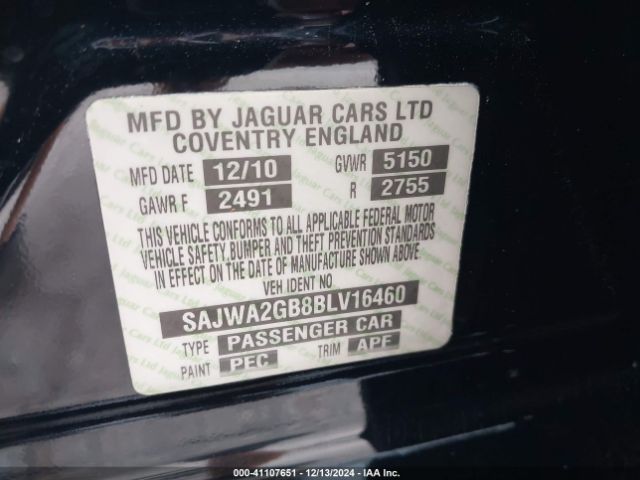 MFD BY JAGUAR CARS LTD
COVENTRY ENGLAND
MFD DATE 12/10 GVWR 5150
GAWR F 2491 R 2755
THIS VEHICLE CONFORMS TO ALL APPLICABLE FEDERAL MOTOR
VEHICLE SAFETY, BUMPER AND THEFT PREVENTION STANDARDS
IN EFFECT ON THE DATE OF MANUFACTURE SHOWN ABOVE
VEH IDENT NO
SAJWA2GB8BLV16460
TYPE PASSENGER CAR
PAINT PEC TRIM APF
000-41107651 - 12/13/2024 - IAA Inc.